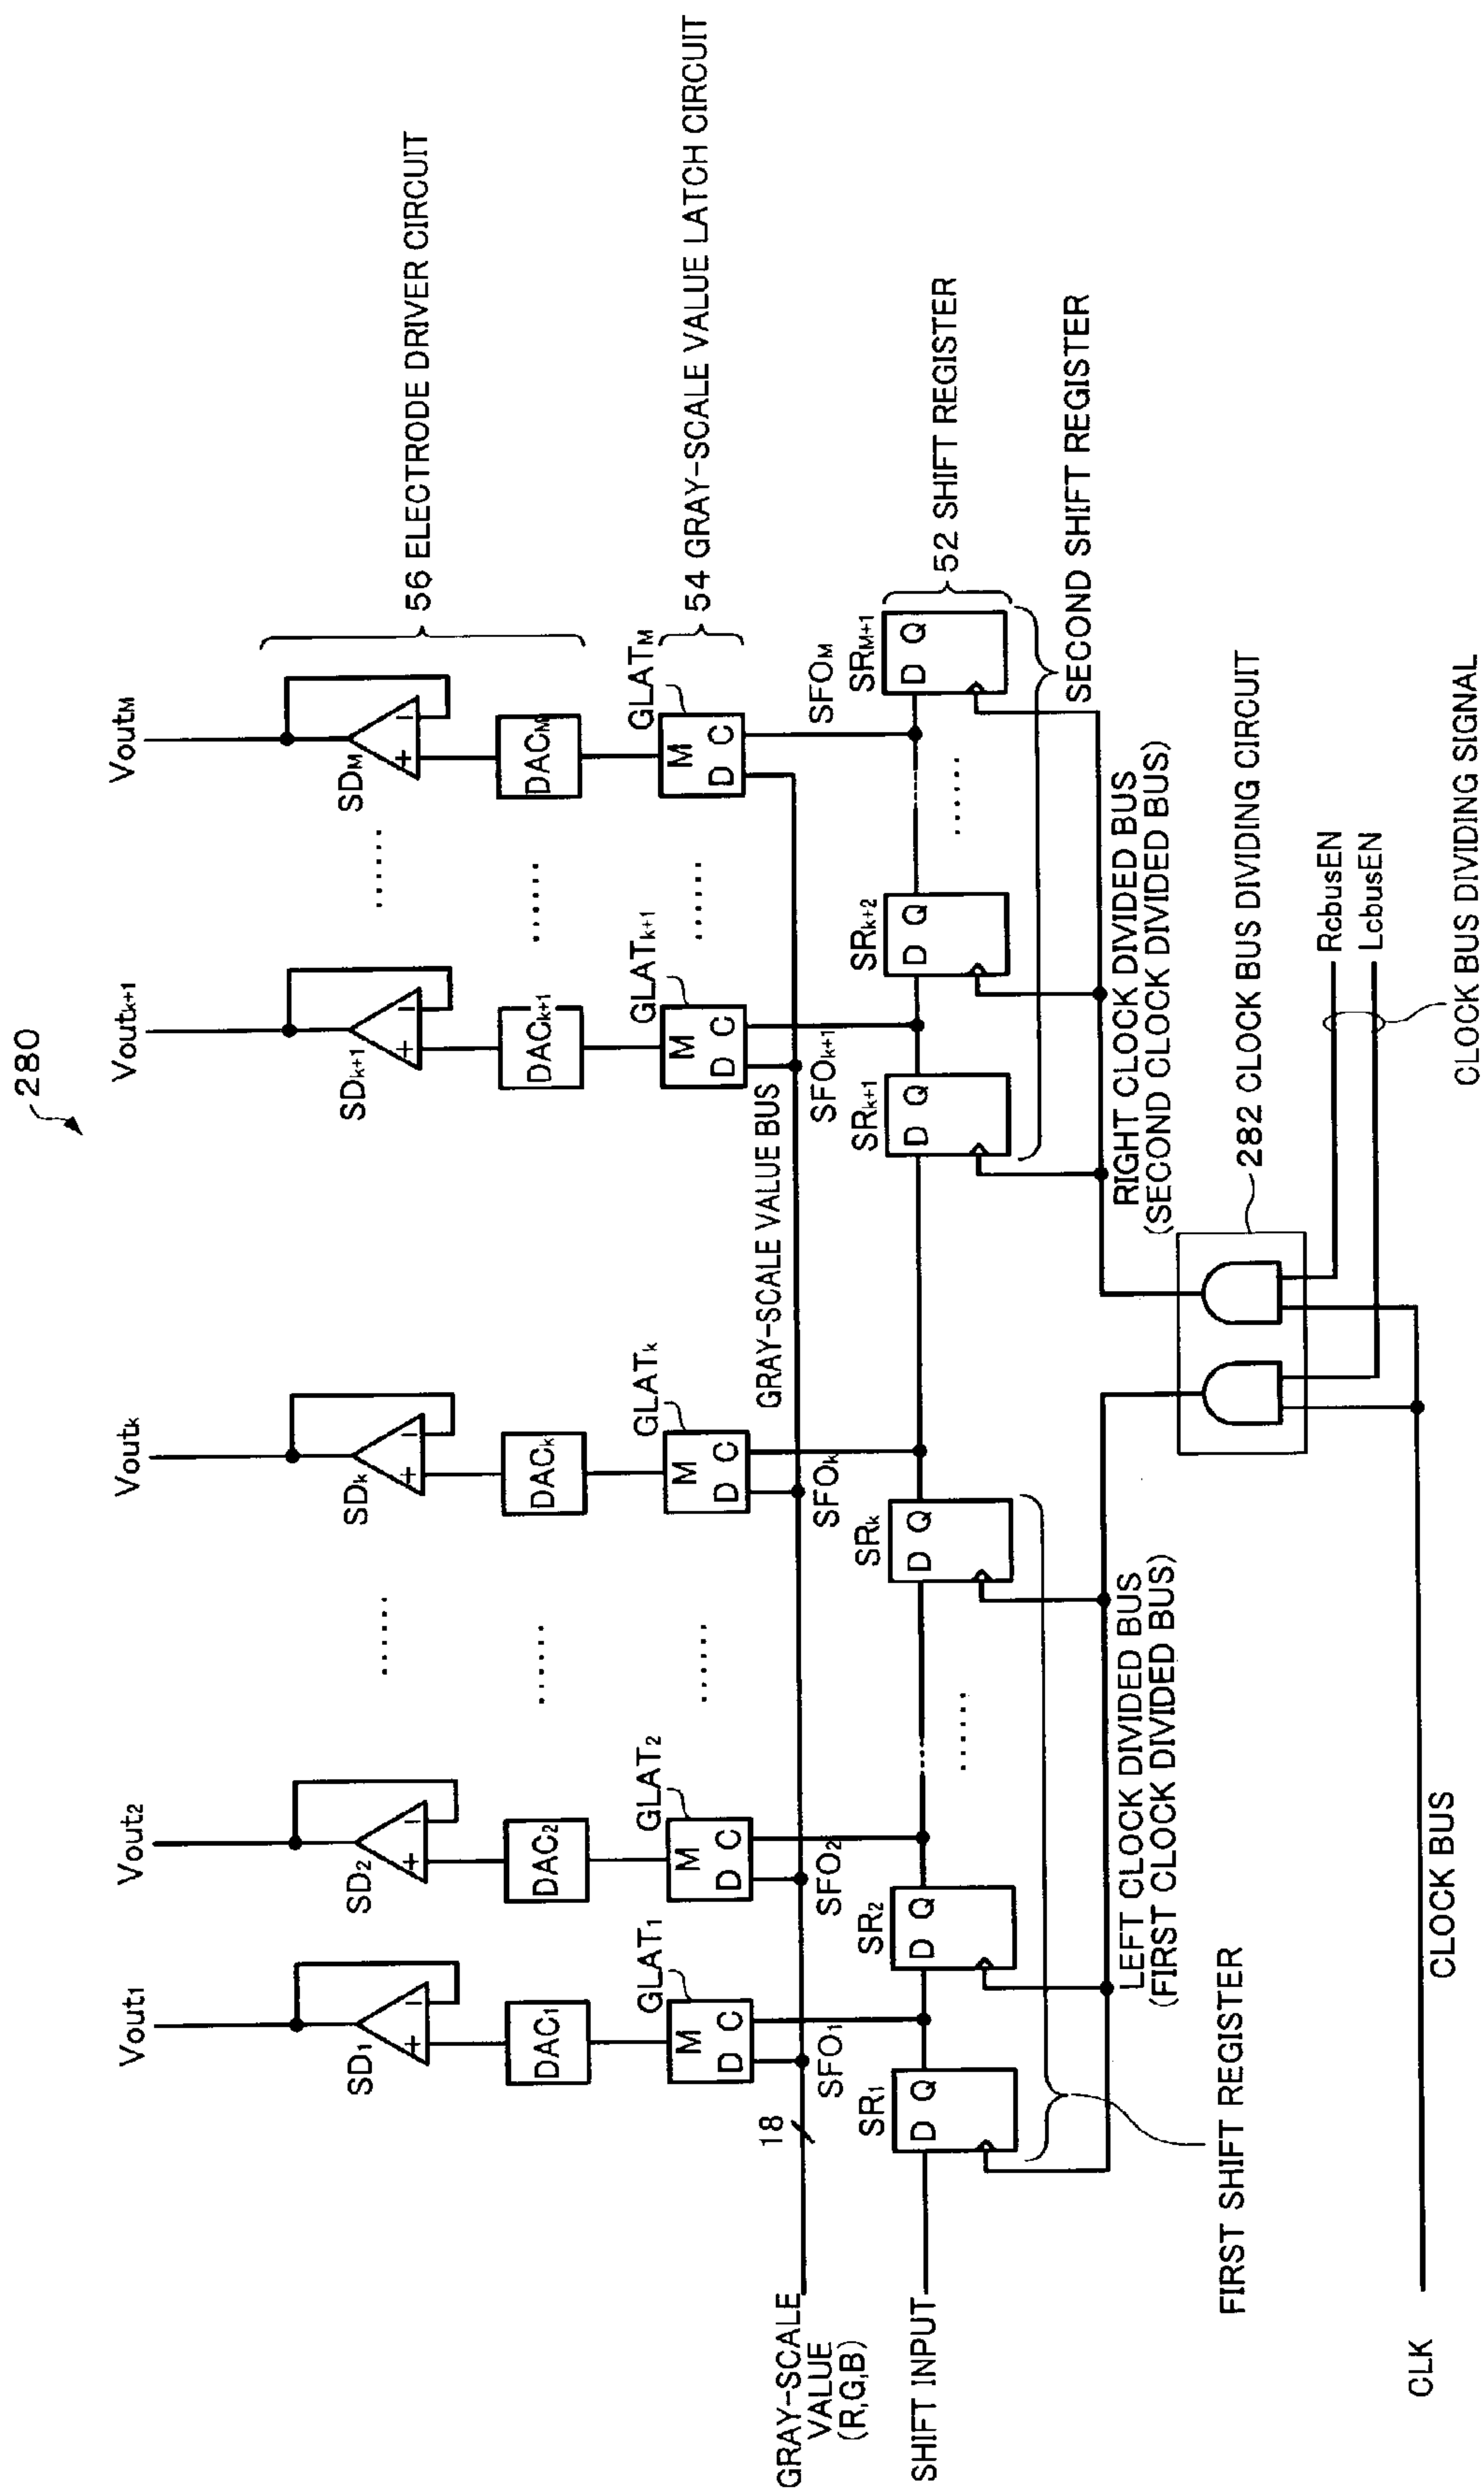 280
Vout1
Vout2
Voutk
Voutk+1
VoutM
SD1
SD2
SDk
SDk+1
SDM
......
......
56 ELECTRODE DRIVER CIRCUIT
DAC1
DAC2
DACk
DACk+1
DACM
......
......
GLAT1
GLAT2
GLATk
GLATk+1
GLATM
M
D C
M
D C
M
D C
M
D C
M
D C
......
......
54 GRAY-SCALE VALUE LATCH CIRCUIT
GRAY-SCALE VALUE BUS
18
GRAY-SCALE
VALUE
(R,G,B)
SFO1
SFO2
SFOk
SFOk+1
SFOM
SR1
SR2
SRk
SRk+1
SRk+2
SRM+1
D Q
D Q
D Q
D Q
D Q
D Q
......
......
52 SHIFT REGISTER
SHIFT INPUT
SECOND SHIFT REGISTER
LEFT CLOCK DIVIDED BUS
(FIRST CLOCK DIVIDED BUS)
RIGHT CLOCK DIVIDED BUS
(SECOND CLOCK DIVIDED BUS)
FIRST SHIFT REGISTER
282 CLOCK BUS DIVIDING CIRCUIT
RcbusEN
LcbusEN
CLOCK BUS DIVIDING SIGNAL
CLK
CLOCK BUS